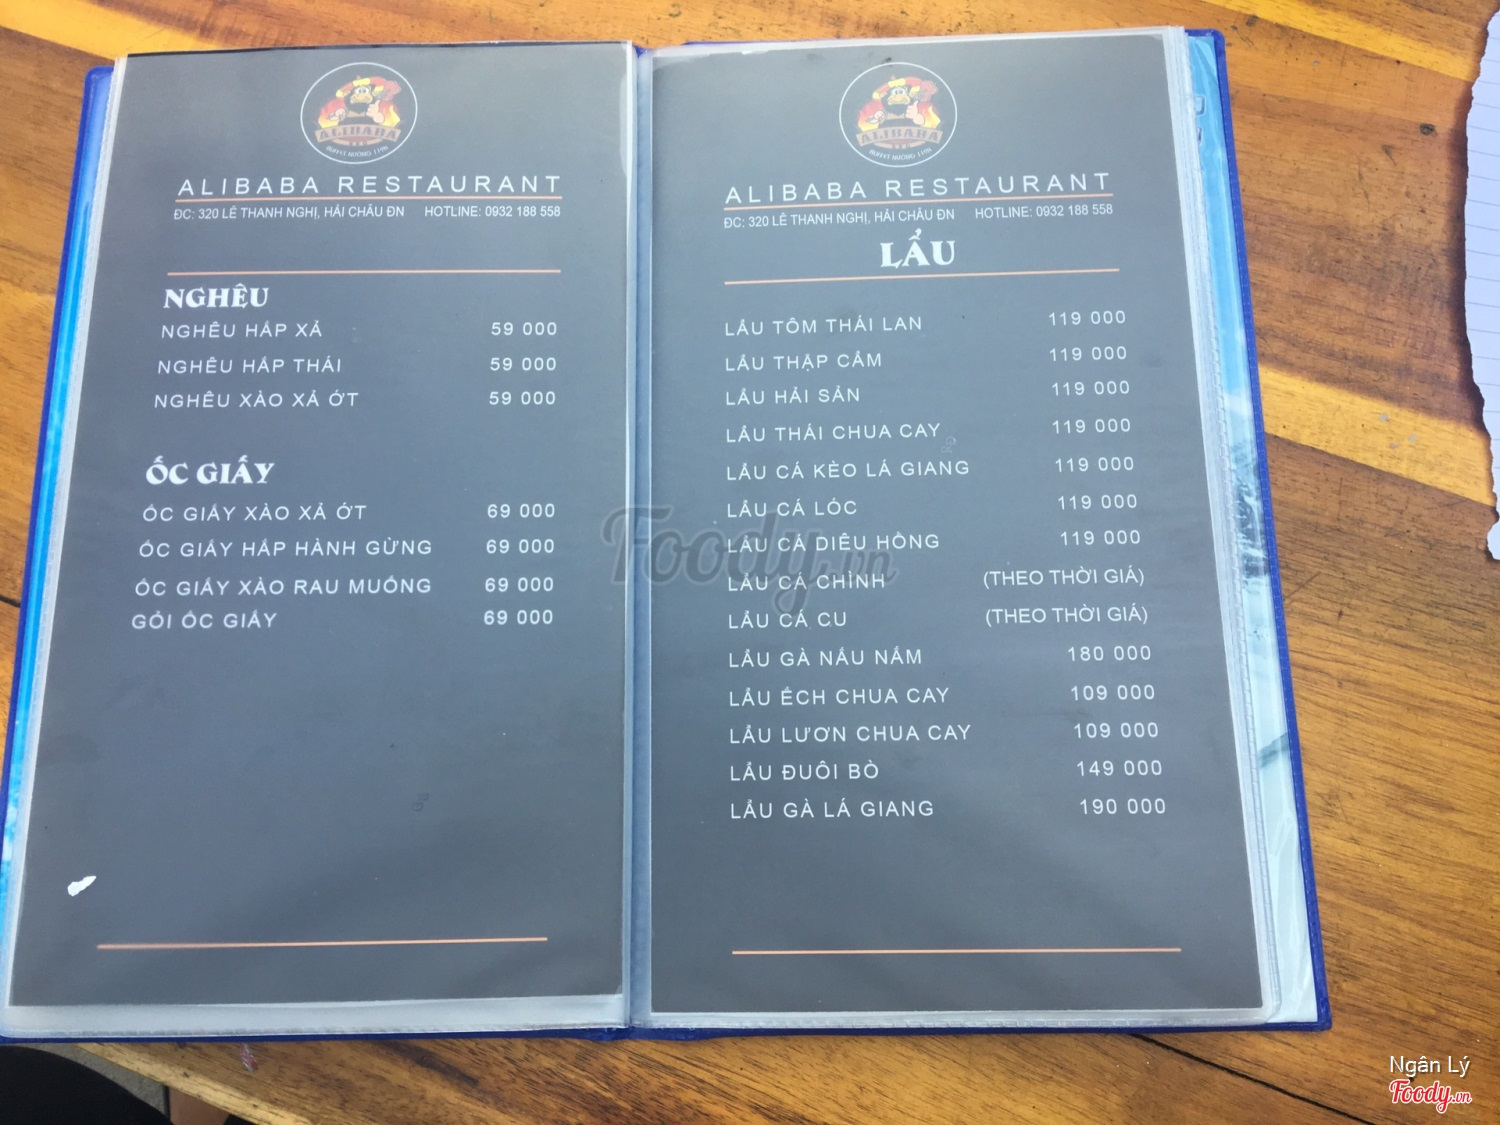 ALIBABA
BUFFET NƯỚNG
ALIBABA RESTAURANT
ĐC: 320 LÊ THANH NGHỊ, HẢI CHÂU ĐN HOTLINE: 0932 188 558
NGHÊU
NGHÊU HẤP XẢ 59 000
NGHÊU HẤP THÁI 59 000
NGHÊU XÀO XẢ ỚT 59 000
ỐC GIẤY
ỐC GIẤY XÀO XẢ ỚT 69 000
ỐC GIẤY HẤP HÀNH GỪNG 69 000
ỐC GIẤY XÀO RAU MUỐNG 69 000
GỎI ỐC GIẤY 69 000
ALIBABA
BUFFET NƯỚNG
ALIBABA RESTAURANT
ĐC: 320 LÊ THANH NGHỊ, HẢI CHÂU ĐN HOTLINE: 0932 188 558
LẨU
LẨU TÔM THÁI LAN 119 000
LẨU THẬP CẨM 119 000
LẨU HẢI SẢN 119 000
LẨU THÁI CHUA CAY 119 000
LẨU CÁ KÈO LÁ GIANG 119 000
LẨU CÁ LÓC 119 000
LẨU CÁ DIÊU HỒNG 119 000
LẨU CÁ CHÌNH (THEO THỜI GIÁ)
LẨU CÁ CU (THEO THỜI GIÁ)
LẨU GÀ NẤU NẤM 180 000
LẨU ẾCH CHUA CAY 109 000
LẨU LƯƠN CHUA CAY 109 000
LẨU ĐUÔI BÒ 149 000
LẨU GÀ LÁ GIANG 190 000
Foody.vn
Ngân Lý
Foody.vn